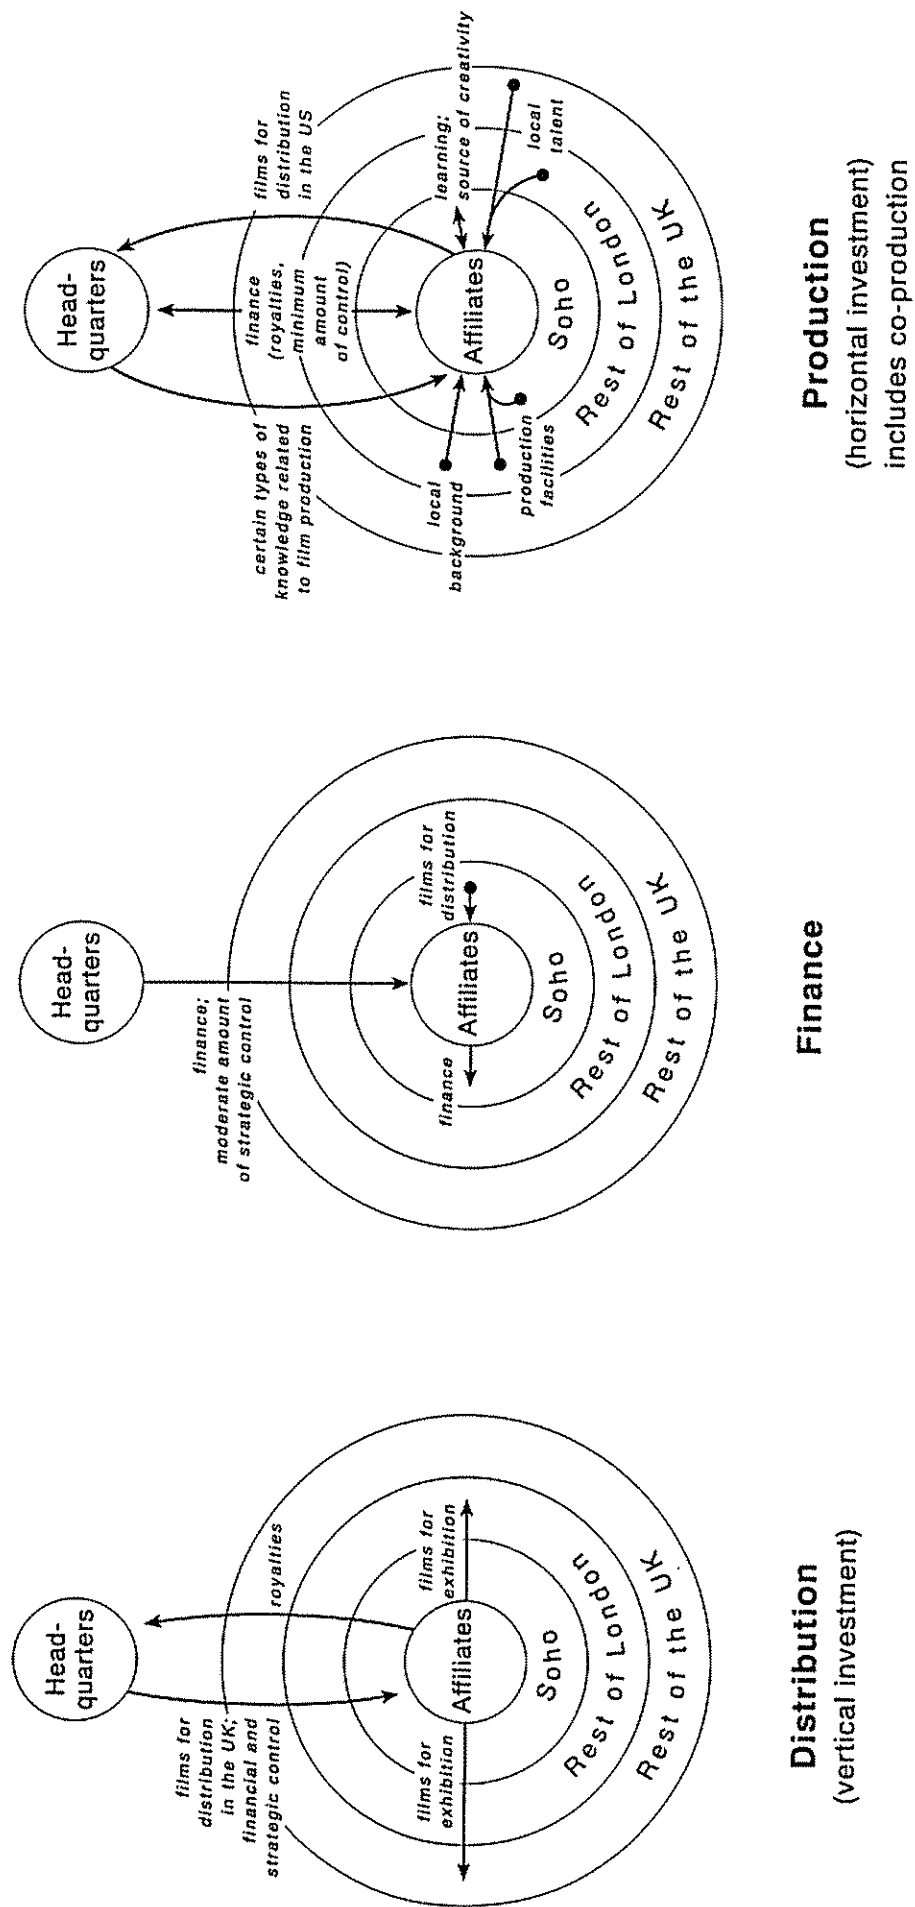 Head-
quarters
films for
distribution
in the UK;
financial and
strategic control
royalties
films for
exhibition
Affiliates
films for
exhibition
Soho
Rest of London
Rest of the UK
Distribution
(vertical investment)
Head-
quarters
finance;
moderate amount
of strategic control
finance
Affiliates
films for
distribution
Soho
Rest of London
Rest of the UK
Finance
Head-
quarters
certain types of
knowledge related
to film production
finance
(royalties,
minimum
amount
of control)
films for
distribution
in the US
local
background
Affiliates
learning;
source of creativity
production
facilities
local
talent
Soho
Rest of London
Rest of the UK
Production
(horizontal investment)
includes co-production